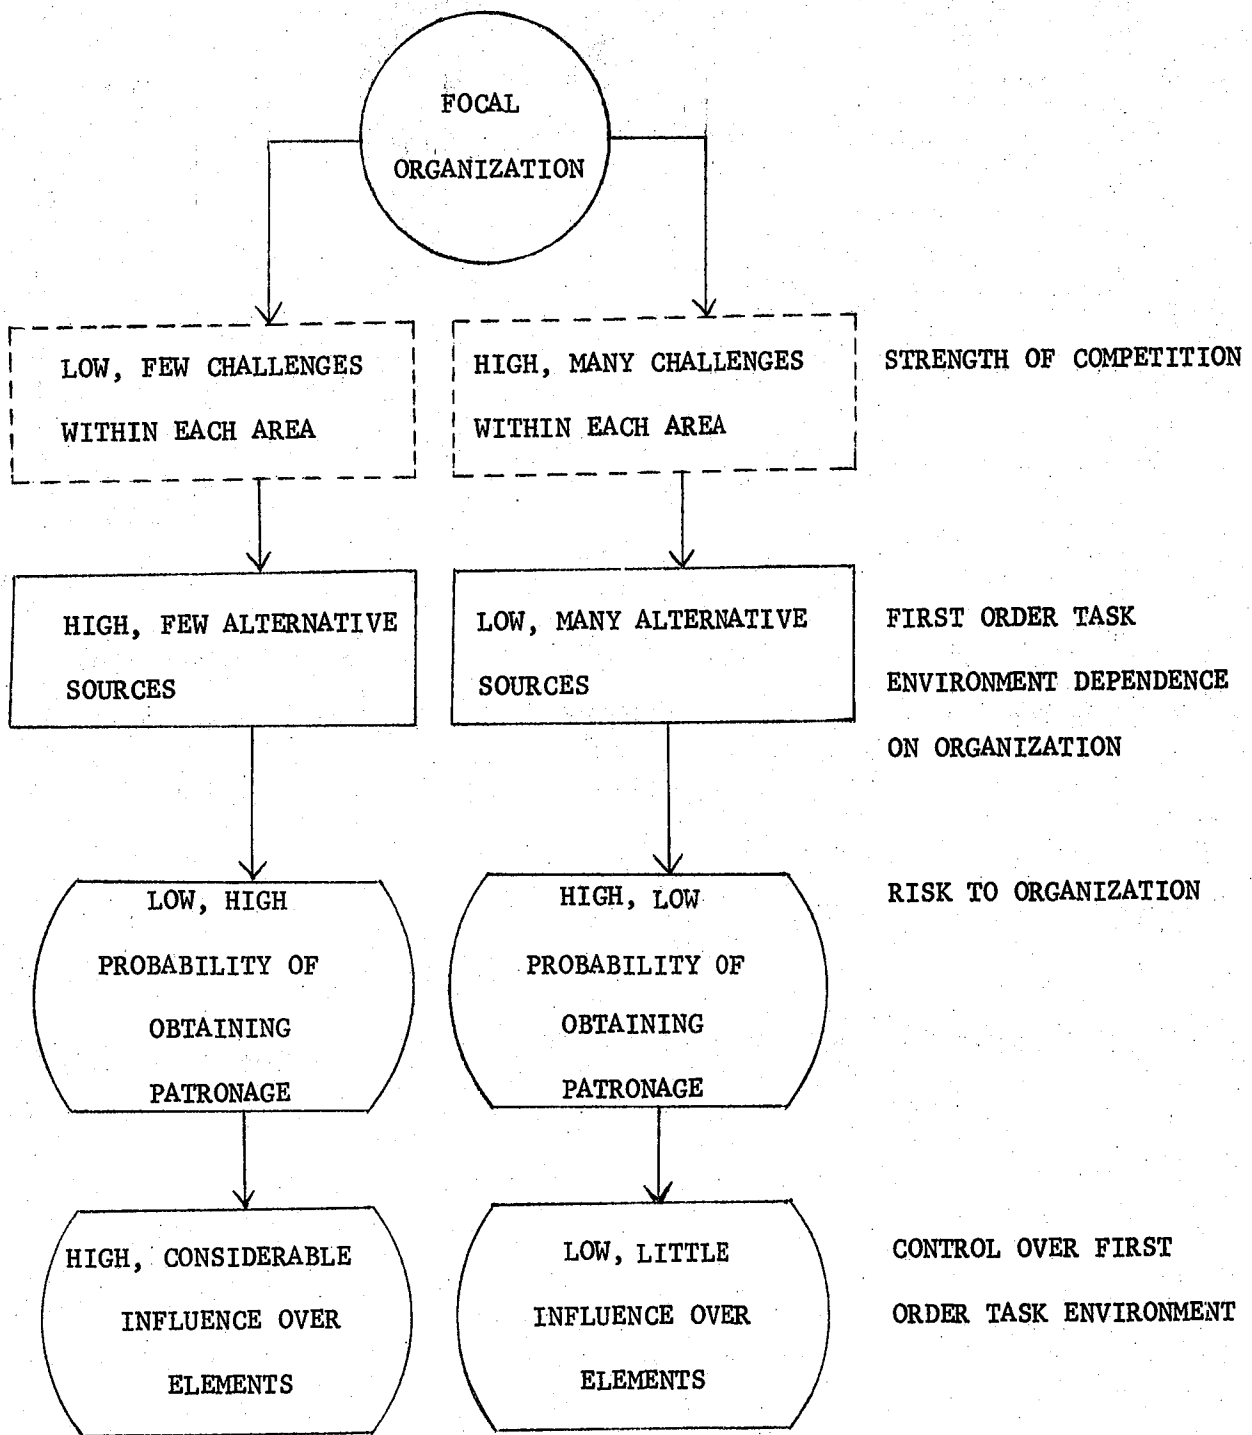 FOCAL
ORGANIZATION
LOW, FEW CHALLENGES
WITHIN EACH AREA
HIGH, MANY CHALLENGES
WITHIN EACH AREA
STRENGTH OF COMPETITION
HIGH, FEW ALTERNATIVE
SOURCES
LOW, MANY ALTERNATIVE
SOURCES
FIRST ORDER TASK
ENVIRONMENT DEPENDENCE
ON ORGANIZATION
LOW, HIGH
PROBABILITY OF
OBTAINING
PATRONAGE
HIGH, LOW
PROBABILITY OF
OBTAINING
PATRONAGE
RISK TO ORGANIZATION
HIGH, CONSIDERABLE
INFLUENCE OVER
ELEMENTS
LOW, LITTLE
INFLUENCE OVER
ELEMENTS
CONTROL OVER FIRST
ORDER TASK ENVIRONMENT